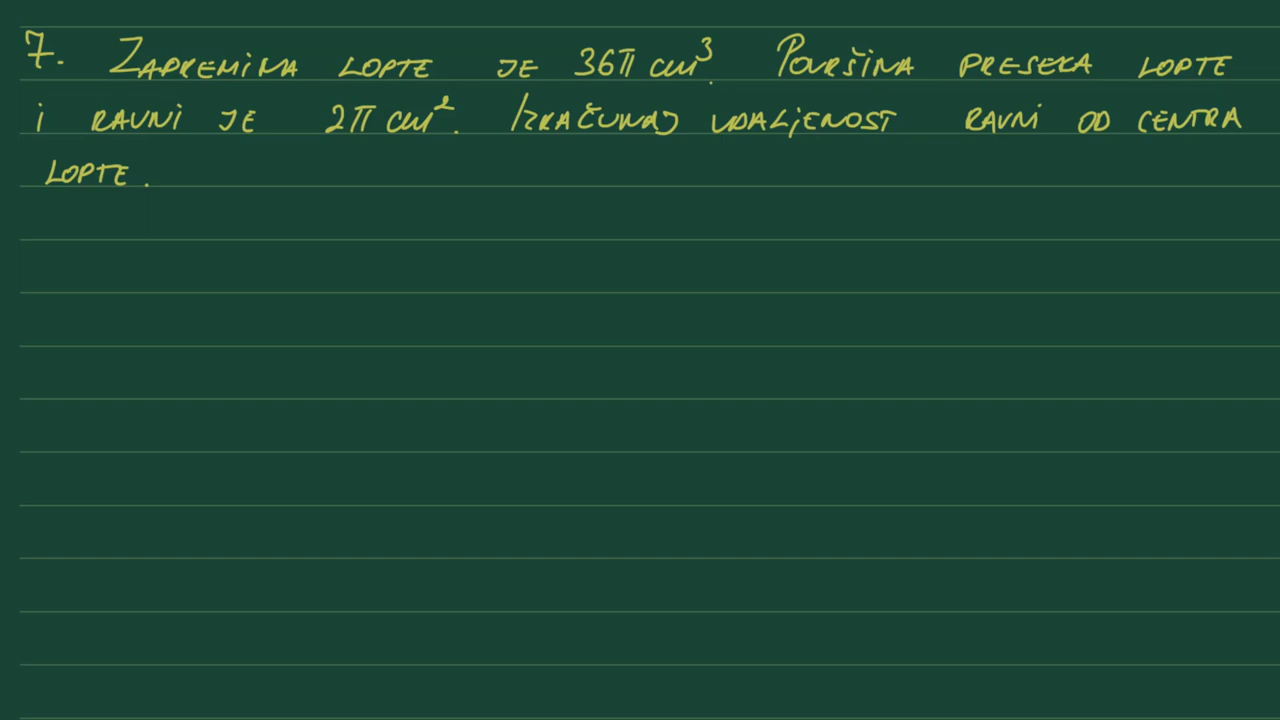 7. ZAPREMINA LOPTE JE 36π cm³. POVRŠINA PRESEKA LOPTE
i RAVNI JE 2π cm². IZRAČUNAJ UDALJENOST RAVNI OD CENTRA
LOPTE.